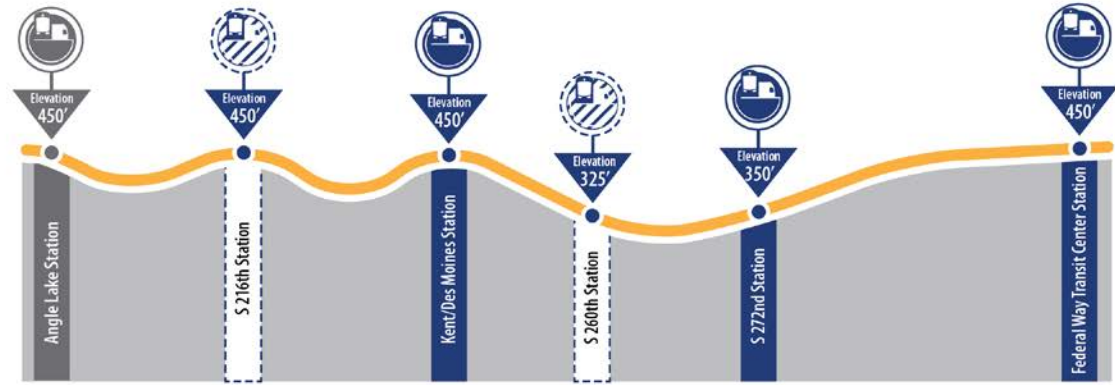 Elevation
450’
Elevation
450’
Elevation
450’
Elevation
325’
Elevation
350’
Elevation
450’
Angle Lake Station
S 216th Station
Kent/Des Moines Station
S 260th Station
S 272nd Station
Federal Way Transit Center Station